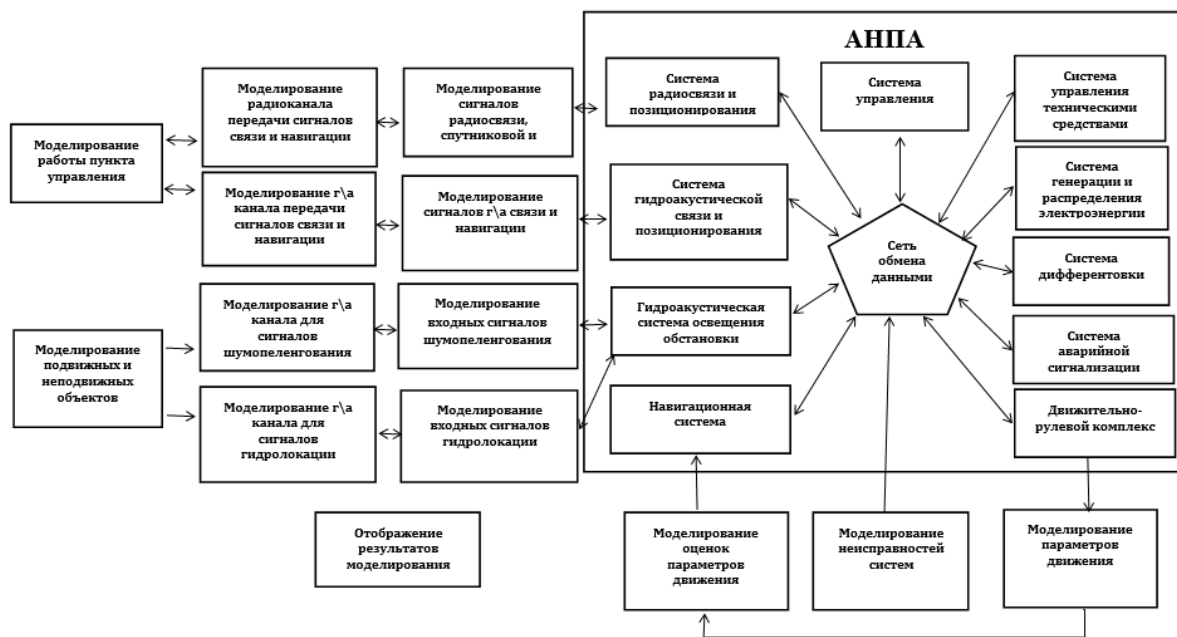 АНПА
Моделирование
работы пункта
управления
Моделирование
радиоканала
передачи сигналов
связи и навигации
Моделирование
сигналов
радиосвязи,
спутниковой и
Система
радиосвязи и
позиционирования
Система
управления
Система
управления
техническими
средствами
Моделирование г\а
канала передачи
сигналов связи и
навигации
Моделирование
сигналов г\а связи и
навигации
Система
гидроакустической
связи и
позиционирования
Сеть
обмена
данными
Система
генерации и
распределения
электроэнергии
Система
дифферентовки
Моделирование
подвижных и
неподвижных
объектов
Моделирование г\а
канала для
сигналов
шумопеленгования
Моделирование
входных сигналов
шумопеленгования
Гидроакустическая
система освещения
обстановки
Система
аварийной
сигнализации
Моделирование г\а
канала для
сигналов
гидролокации
Моделирование
входных сигналов
гидролокации
Навигационная
система
Движительно-
рулевой комплекс
Отображение
результатов
моделирования
Моделирование
оценок
параметров
движения
Моделирование
неисправностей
систем
Моделирование
параметров
движения